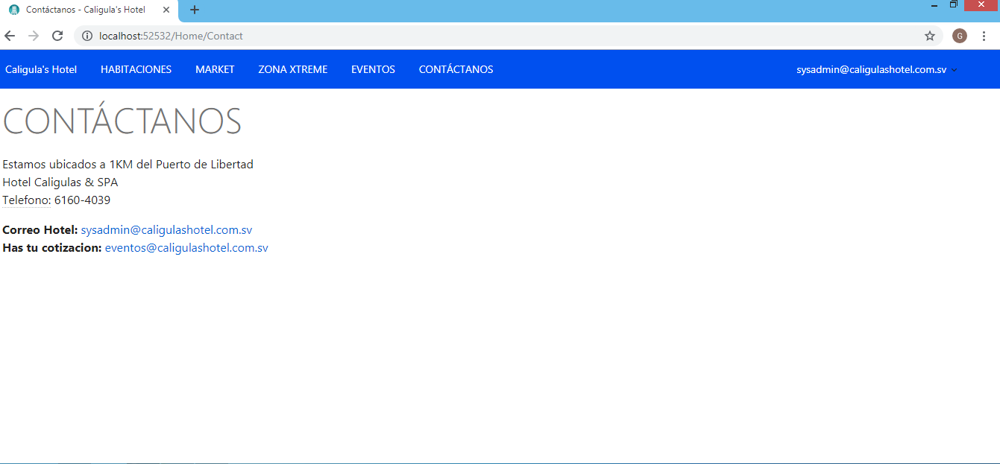 Contáctanos - Caligula's Hotel
localhost:52532/Home/Contact
G
Caligula's Hotel HABITACIONES MARKET ZONA XTREME EVENTOS CONTÁCTANOS sysadmin@caligulashotel.com.sv
CONTÁCTANOS
Estamos ubicados a 1KM del Puerto de Libertad
Hotel Caligulas & SPA
Telefono: 6160-4039
Correo Hotel: sysadmin@caligulashotel.com.sv
Has tu cotizacion: eventos@caligulashotel.com.sv